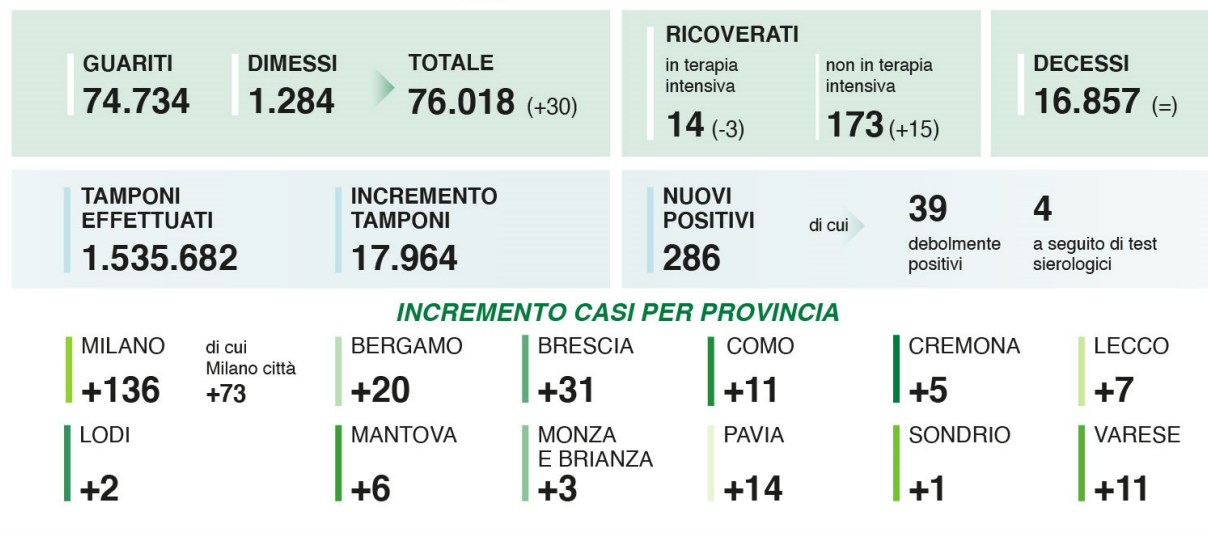 GUARITI
74.734
DIMESSI
1.284
TOTALE
76.018 (+30)
RICOVERATI
in terapia
intensiva
14 (-3)
non in terapia
intensiva
173 (+15)
DECESSI
16.857 (=)
TAMPONI
EFFETTUATI
1.535.682
INCREMENTO
TAMPONI
17.964
NUOVI
POSITIVI
286
di cui
39
debolmente
positivi
4
a seguito di test
sierologici
INCREMENTO CASI PER PROVINCIA
MILANO
+136
di cui
Milano città
+73
BERGAMO
+20
BRESCIA
+31
COMO
+11
CREMONA
+5
LECCO
+7
LODI
+2
MANTOVA
+6
MONZA
E BRIANZA
+3
PAVIA
+14
SONDRIO
+1
VARESE
+11